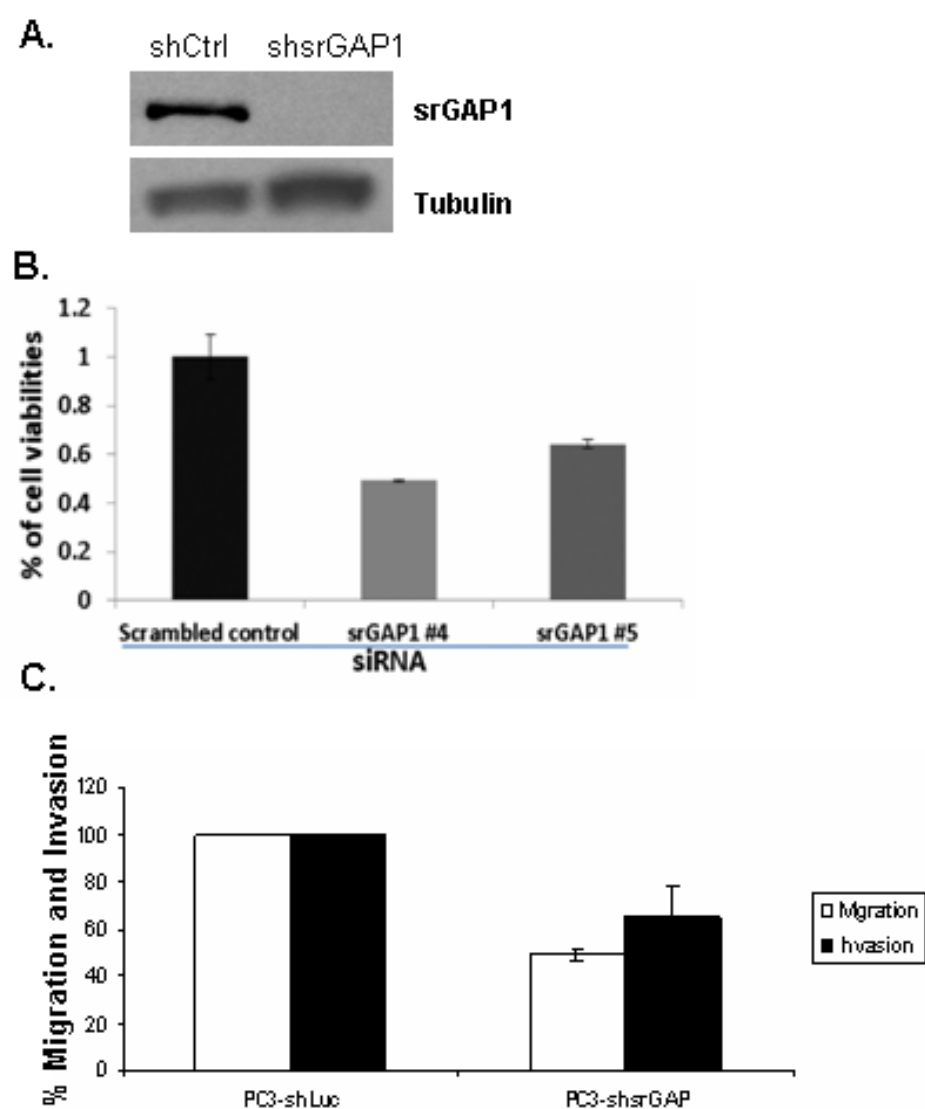 A.
shCtrl shsrGAP1
srGAP1
Tubulin
B.
% of cell viabilities
1.2
1
0.8
0.6
0.4
0.2
0
Scrambled control srGAP1 #4 srGAP1 #5
siRNA
C.
% Migration and Invasion
120
100
80
60
40
20
0
PC3-shLuc PC3-shsrGAP
Mgration
hvasion